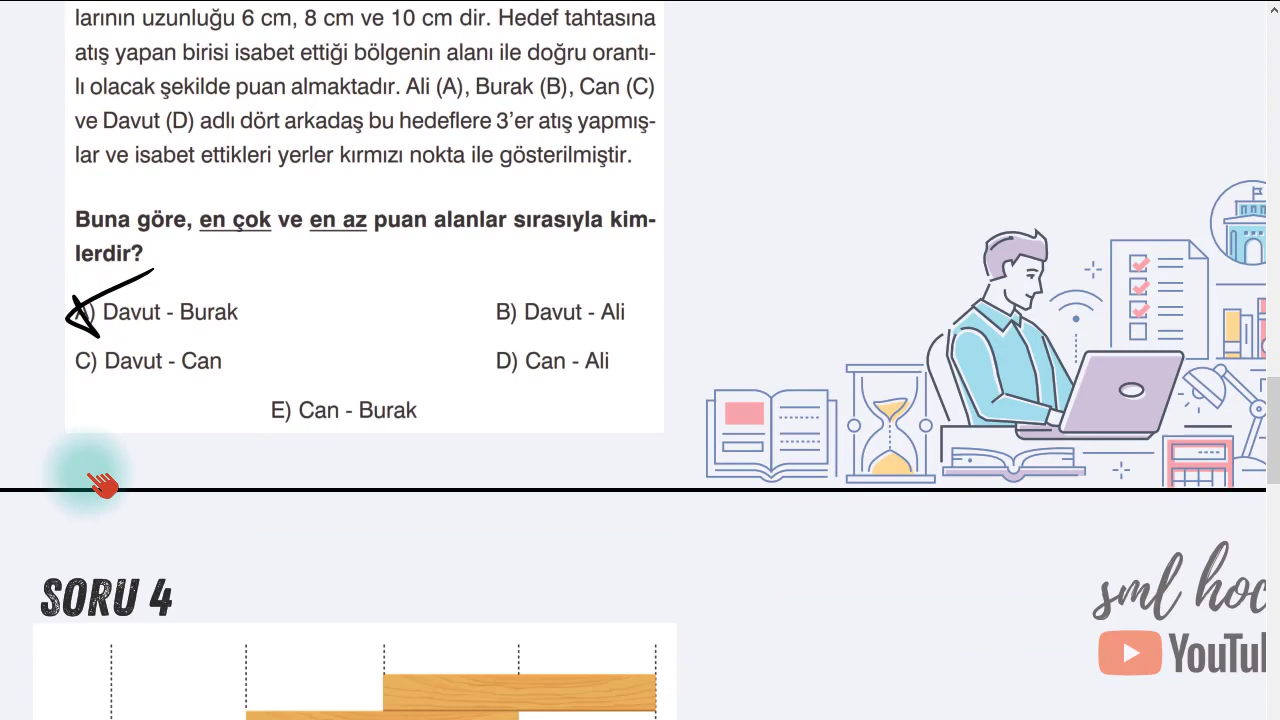 larının uzunluğu 6 cm, 8 cm ve 10 cm dir. Hedef tahtasına
atış yapan birisi isabet ettiği bölgenin alanı ile doğru orantı-
lı olacak şekilde puan almaktadır. Ali (A), Burak (B), Can (C)
ve Davut (D) adlı dört arkadaş bu hedeflere 3’er atış yapmış-
lar ve isabet ettikleri yerler kırmızı nokta ile gösterilmiştir.
Buna göre, en çok ve en az puan alanlar sırasıyla kim-
lerdir?
A) Davut - Burak
B) Davut - Ali
C) Davut - Can
D) Can - Ali
E) Can - Burak
SORU 4
sml hoc
YouTu